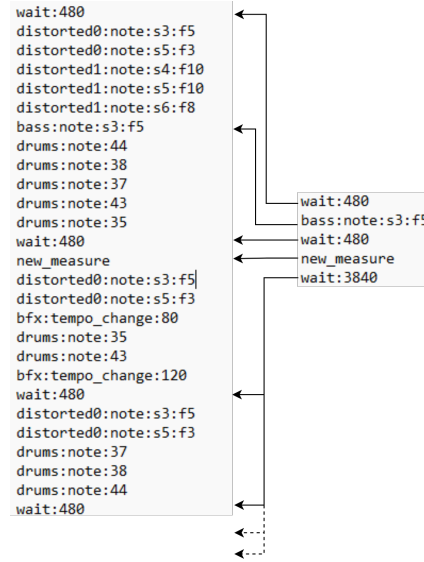 wait:480
distorted0:note:s3:f5
distorted0:note:s5:f3
distorted1:note:s4:f10
distorted1:note:s5:f10
distorted1:note:s6:f8
bass:note:s3:f5
drums:note:44
drums:note:38
drums:note:37
drums:note:43
drums:note:35
wait:480
new_measure
distorted0:note:s3:f5
distorted0:note:s5:f3
bfx:tempo_change:80
drums:note:35
drums:note:43
bfx:tempo_change:120
wait:480
distorted0:note:s3:f5
distorted0:note:s5:f3
drums:note:37
drums:note:38
drums:note:44
wait:480
wait:480
bass:note:s3:f5
wait:480
new_measure
wait:3840